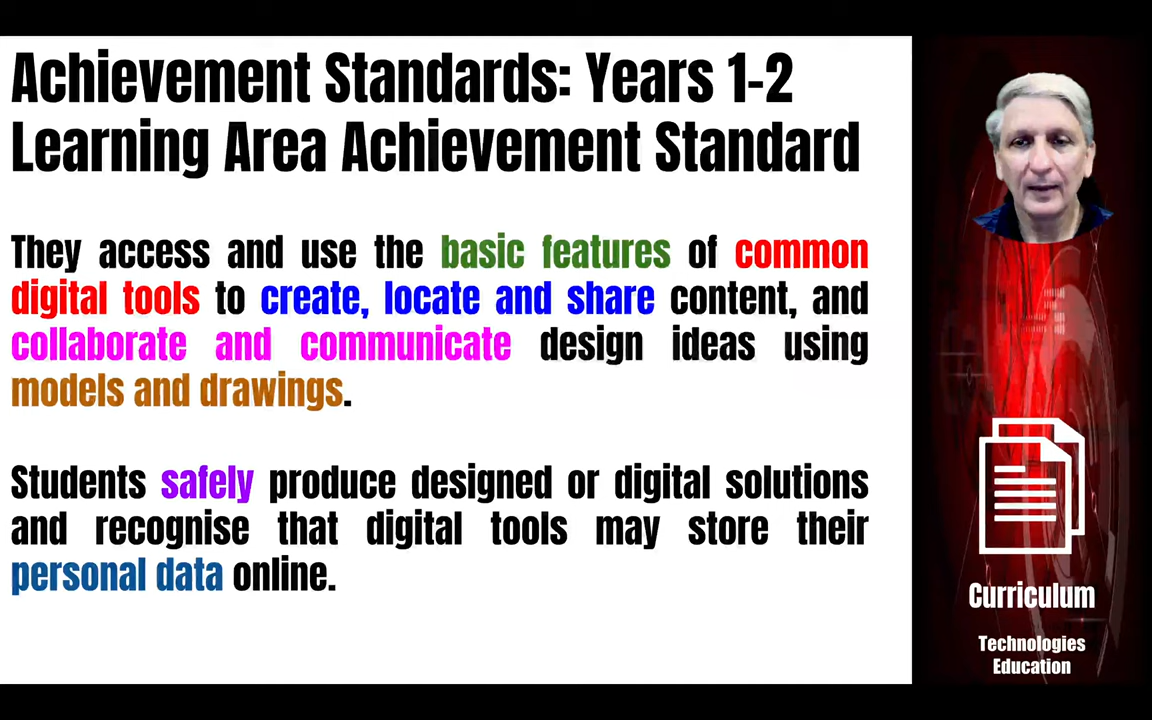 Achievement Standards: Years 1-2
Learning Area Achievement Standard
They access and use the basic features of common
digital tools to create, locate and share content, and
collaborate and communicate design ideas using
models and drawings.
Students safely produce designed or digital solutions
and recognise that digital tools may store their
personal data online.
Curriculum
Technologies
Education